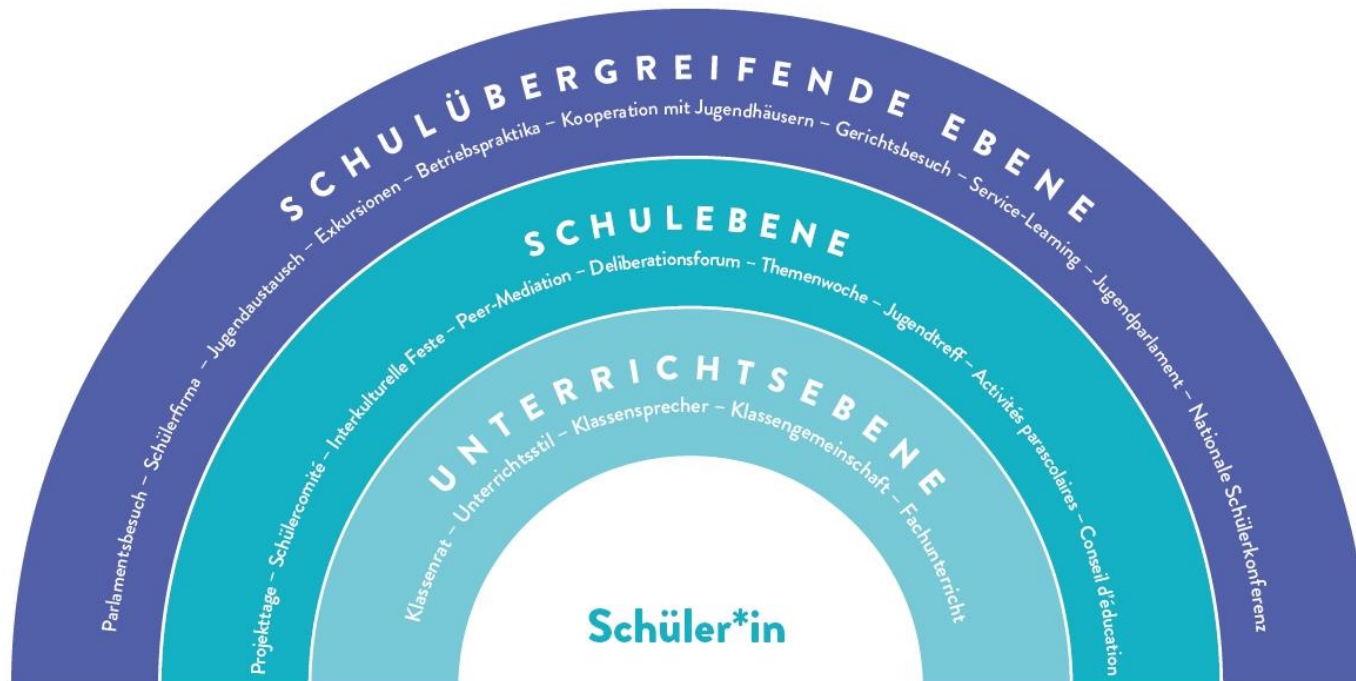 SCHULÜBERGREIFENDE EBENE
Parlamentsbesuch – Schülerfirma – Jugendaustausch – Exkursionen – Betriebspraktika – Kooperation mit Jugendhäusern – Gerichtsbesuch – Service-Learning – Jugendparlament – Nationale Schülerkonferenz
SCHULEBENE
Projekttage – Schülercomité – Interkulturelle Feste – Peer-Mediation – Deliberationsforum – Themenwoche – Jugendtreff – Activités parascolaires – Conseil d'éducation
UNTERRICHTSEBENE
Klassenrat – Unterrichtsstil – Klassensprecher – Klassengemeinschaft – Fachunterricht
Schüler*in